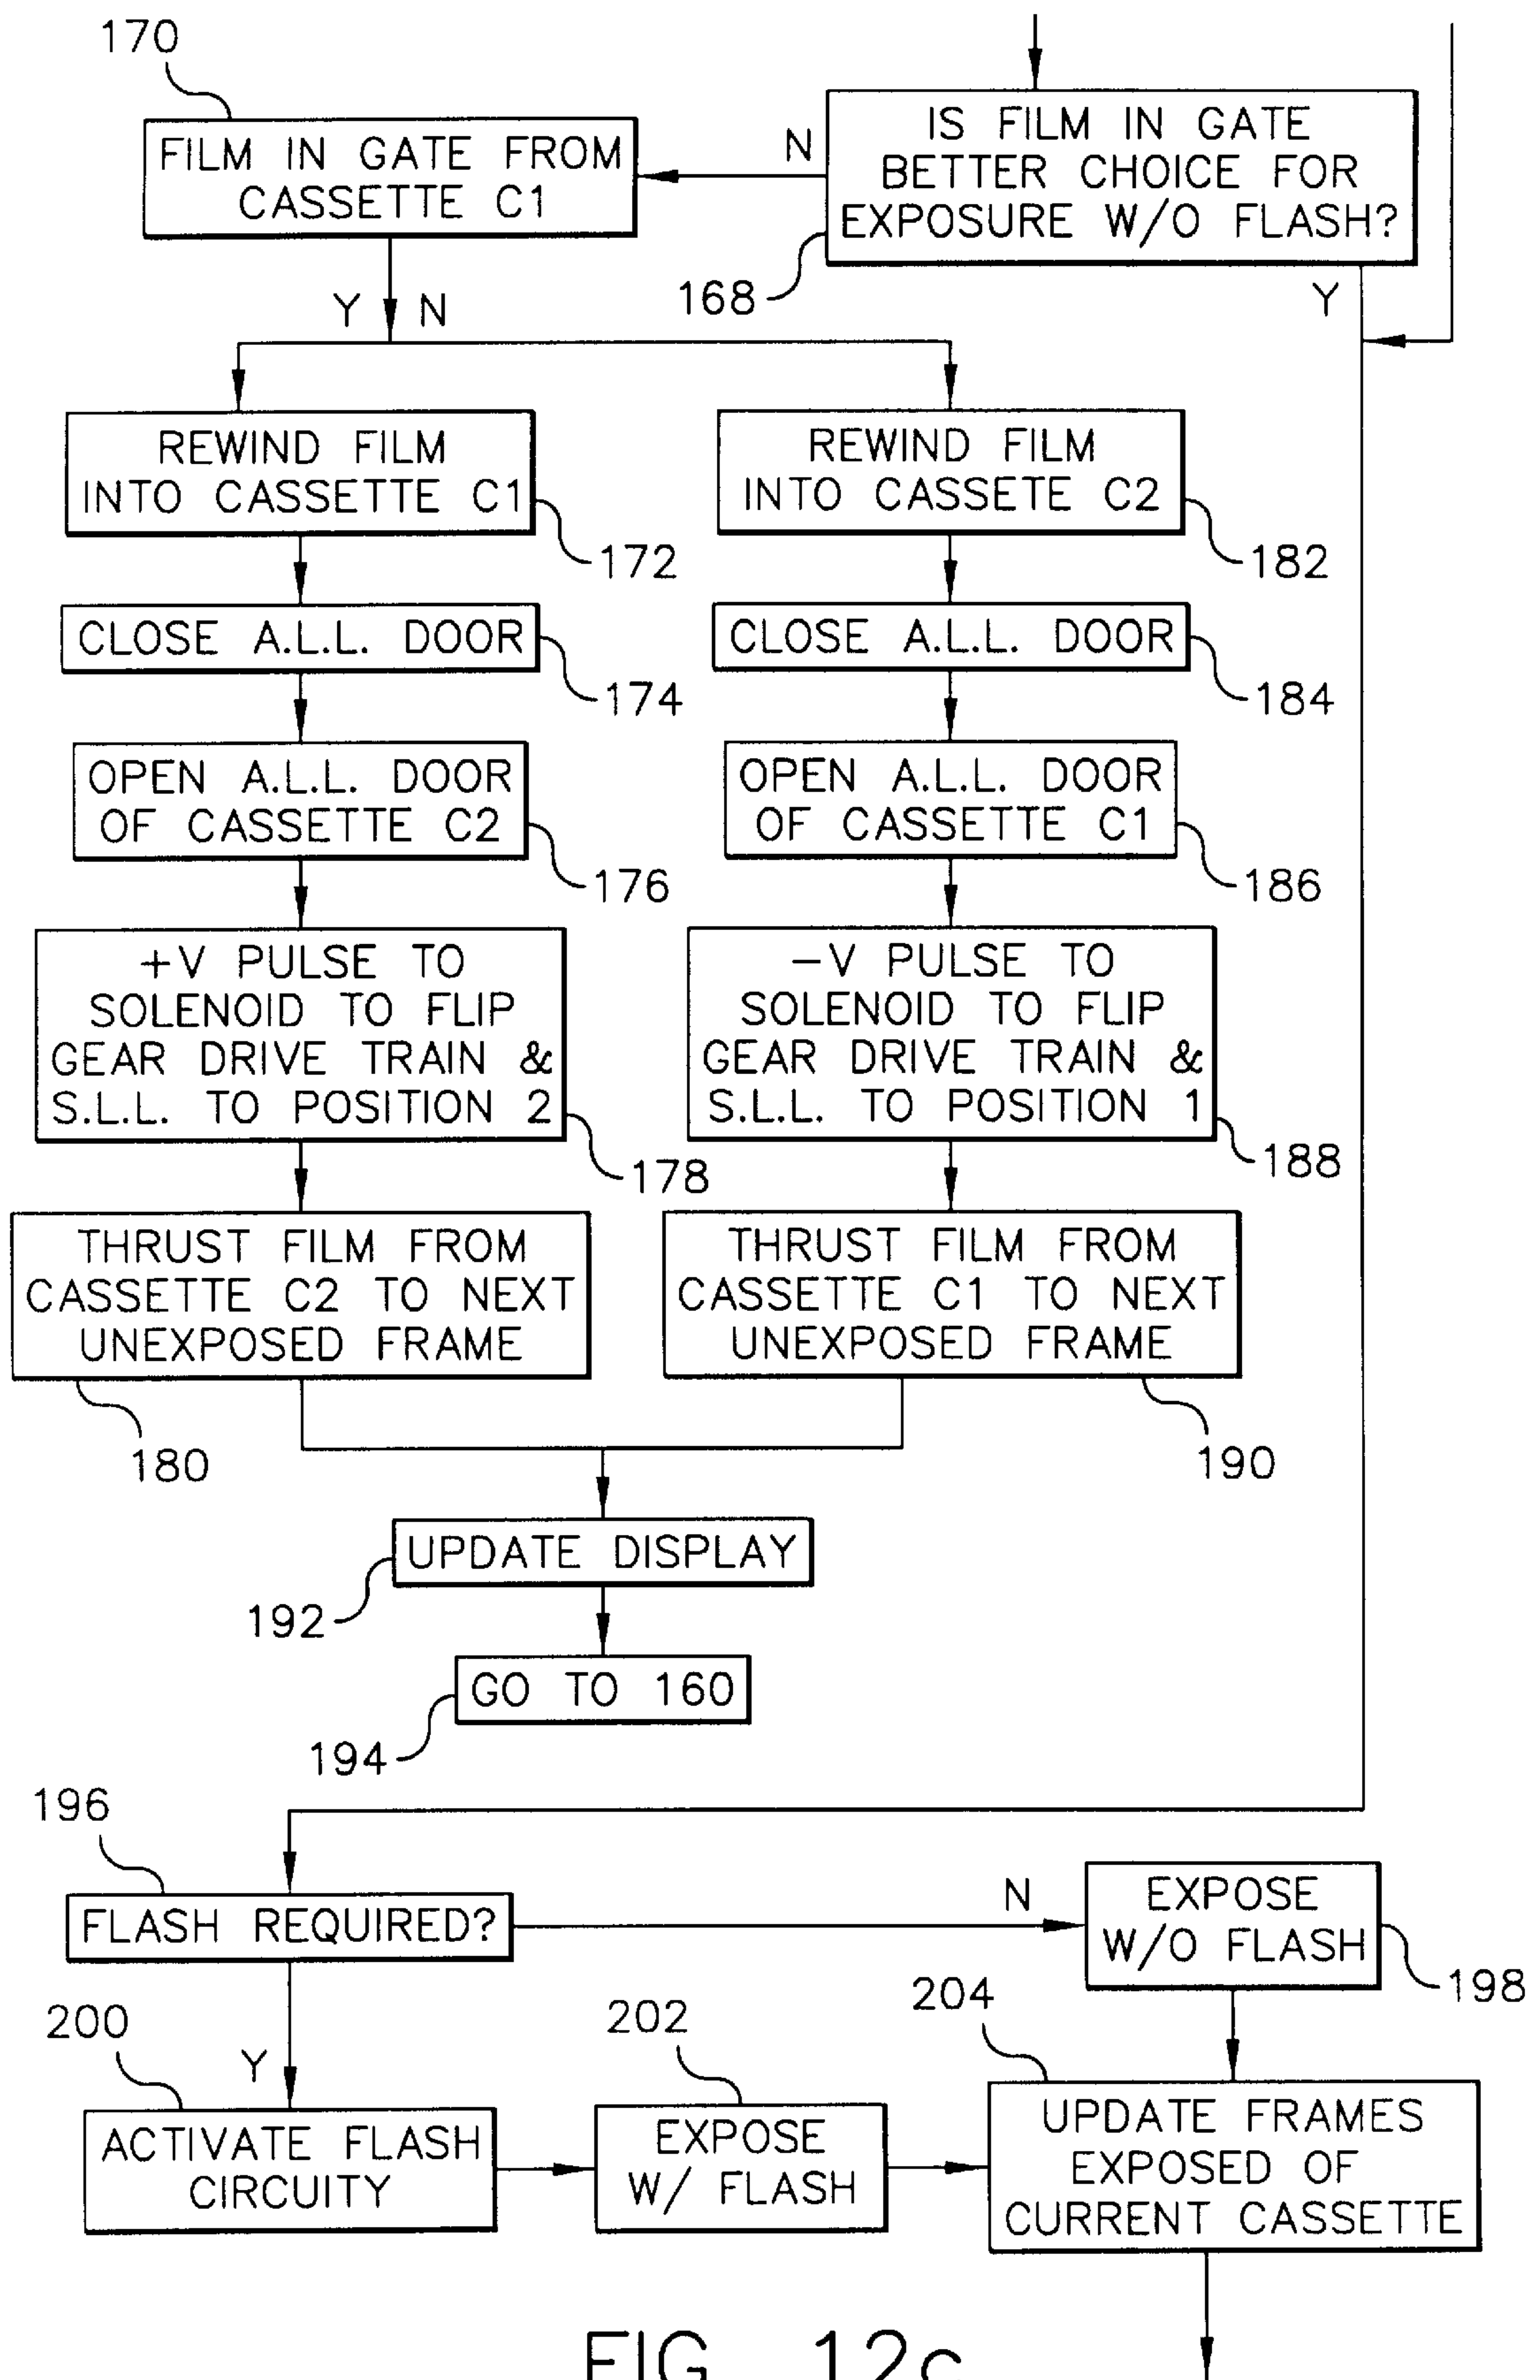 170
FILM IN GATE FROM
CASSETTE C1
N
IS FILM IN GATE
BETTER CHOICE FOR
EXPOSURE W/O FLASH?
168
Y
Y N
REWIND FILM
INTO CASSETTE C1
172
REWIND FILM
INTO CASSETE C2
182
CLOSE A.L.L. DOOR
174
CLOSE A.L.L. DOOR
184
OPEN A.L.L. DOOR
OF CASSETTE C2
176
OPEN A.L.L. DOOR
OF CASSETTE C1
186
+V PULSE TO
SOLENOID TO FLIP
GEAR DRIVE TRAIN &
S.L.L. TO POSITION 2
178
−V PULSE TO
SOLENOID TO FLIP
GEAR DRIVE TRAIN &
S.L.L. TO POSITION 1
188
THRUST FILM FROM
CASSETTE C2 TO NEXT
UNEXPOSED FRAME
180
THRUST FILM FROM
CASSETTE C1 TO NEXT
UNEXPOSED FRAME
190
UPDATE DISPLAY
192
GO TO 160
194
196
FLASH REQUIRED?
N
EXPOSE
W/O FLASH
198
Y
200
ACTIVATE FLASH
CIRCUITY
202
EXPOSE
W/ FLASH
204
UPDATE FRAMES
EXPOSED OF
CURRENT CASSETTE
FIG. 12c